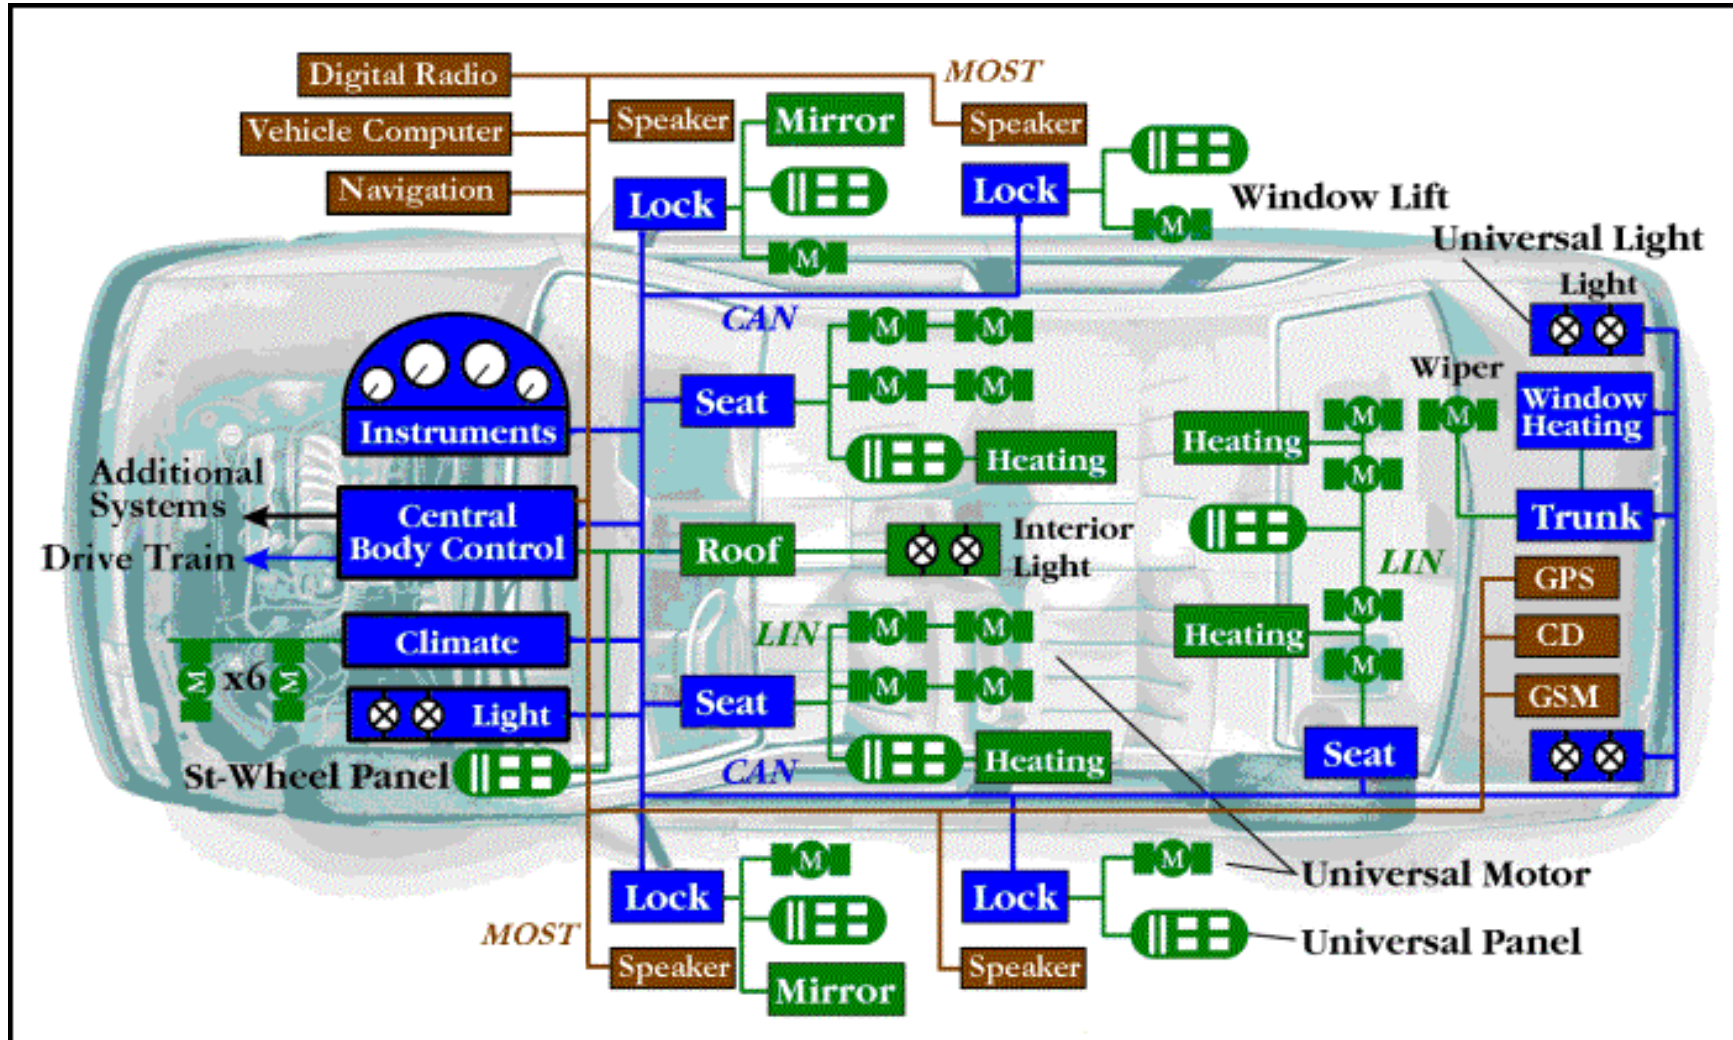 Digital Radio
MOST
Vehicle Computer
Speaker
Mirror
Speaker
Navigation
Lock
Lock
Window Lift
M
M
Universal Light
Light
CAN
M
M
Wiper
Instruments
Seat
M
M
M
M
Window
Heating
Heating
Heating
M
Additional
Systems
Central
Body Control
Trunk
Roof
Interior
Light
Drive Train
LIN
GPS
Climate
LIN
M
M
Heating
M
CD
M
x6
M
Light
Seat
M
M
M
GSM
St-Wheel Panel
CAN
Heating
Seat
M
M
Lock
Lock
Universal Motor
MOST
Universal Panel
Speaker
Mirror
Speaker